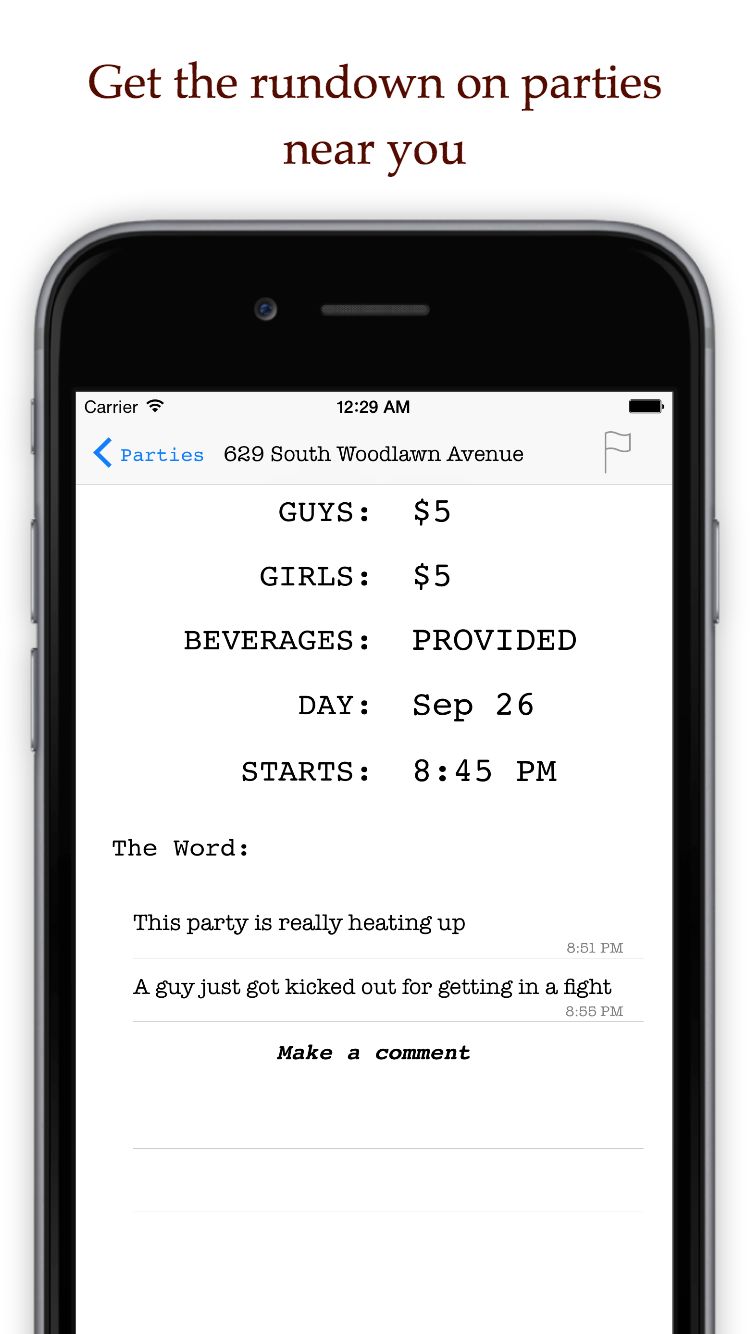 Get the rundown on parties
near you
Carrier 12:29 AM
Parties 629 South Woodlawn Avenue
GUYS: $5
GIRLS: $5
BEVERAGES: PROVIDED
DAY: Sep 26
STARTS: 8:45 PM
The Word:
This party is really heating up
8:51 PM
A guy just got kicked out for getting in a fight
8:55 PM
Make a comment